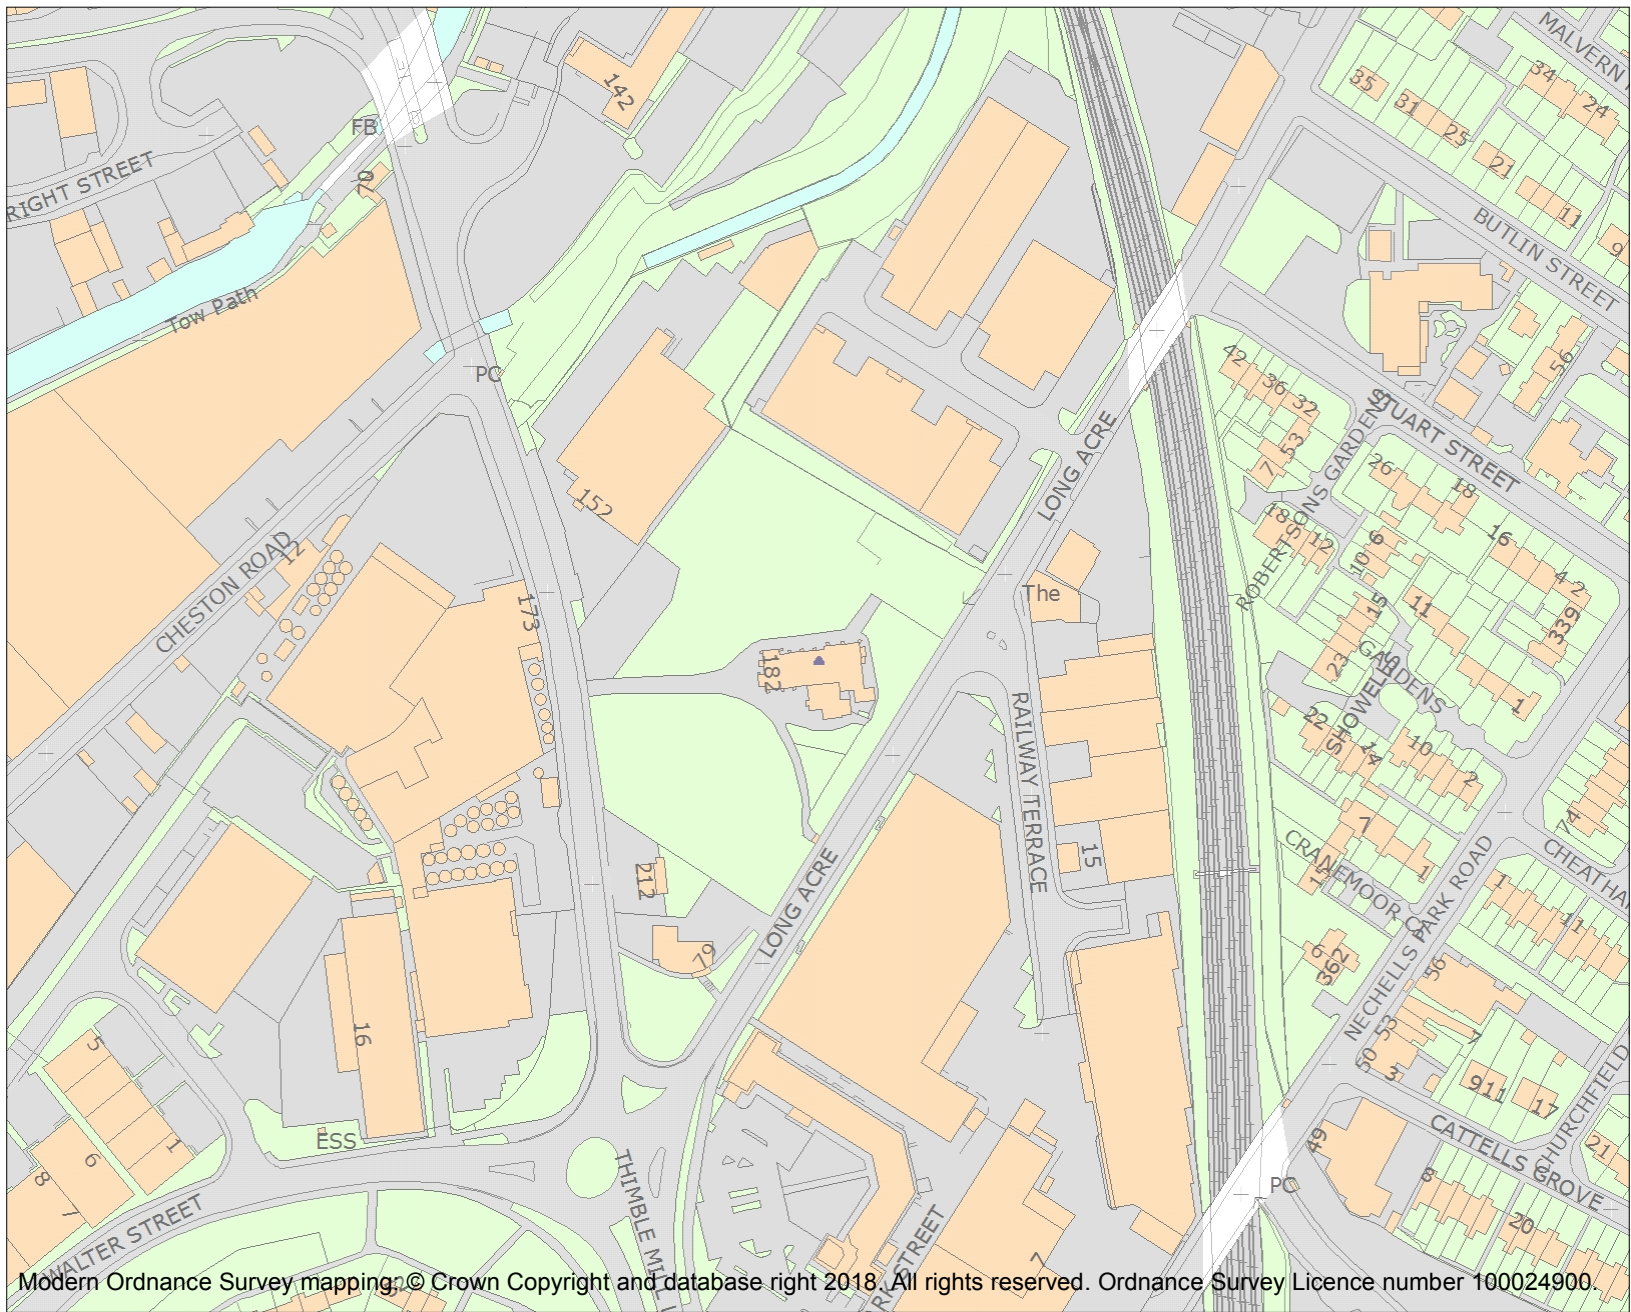 MALVERN
142
34
24
35
31
25
21
11
9
FB
70
RIGHT STREET
BUTLIN STREET
Tow Path
PC
42
36
32
53
7
56
STUART STREET
LONG ACRE
ROBERTSONS GARDENS
26
18
16
4
2
18
12
10
6
152
CHESTON ROAD
12
173
The
11
15
339
23
SHOWELLS
GARDENS
1
182
22
14
10
2
RAILWAY TERRACE
7
1
74
CRANEMOOR C
NECHELLS PARK ROAD
CHEATHA
15
212
LONG ACRE
79
1
11
6
362
56
53
50
3
1
16
5
6
8
7
1
911
17
CHURCHFIELD
21
ESS
49
CATTELLS GROVE
8
20
PC
WALTER STREET
THIMBLE MILL L
RK STREET
7
Modern Ordnance Survey mapping: © Crown Copyright and database right 2018. All rights reserved. Ordnance Survey Licence number 100024900.